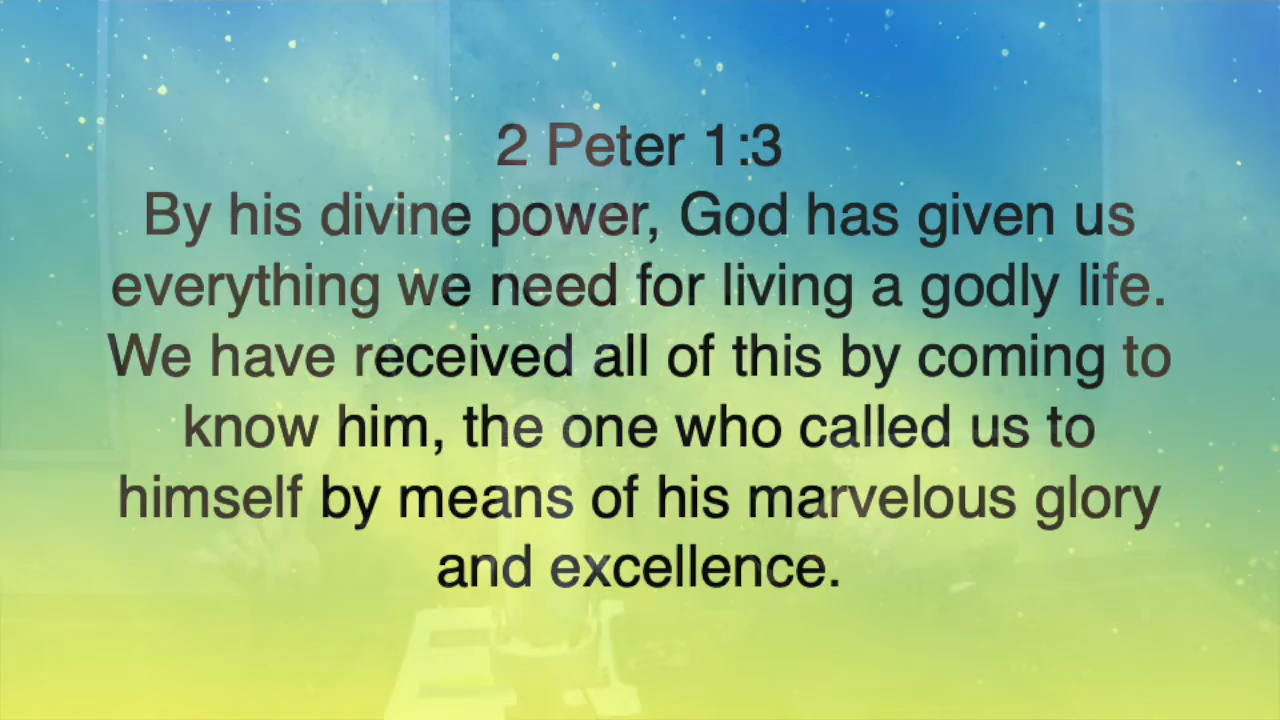 2 Peter 1:3
By his divine power, God has given us
everything we need for living a godly life.
We have received all of this by coming to
know him, the one who called us to
himself by means of his marvelous glory
and excellence.